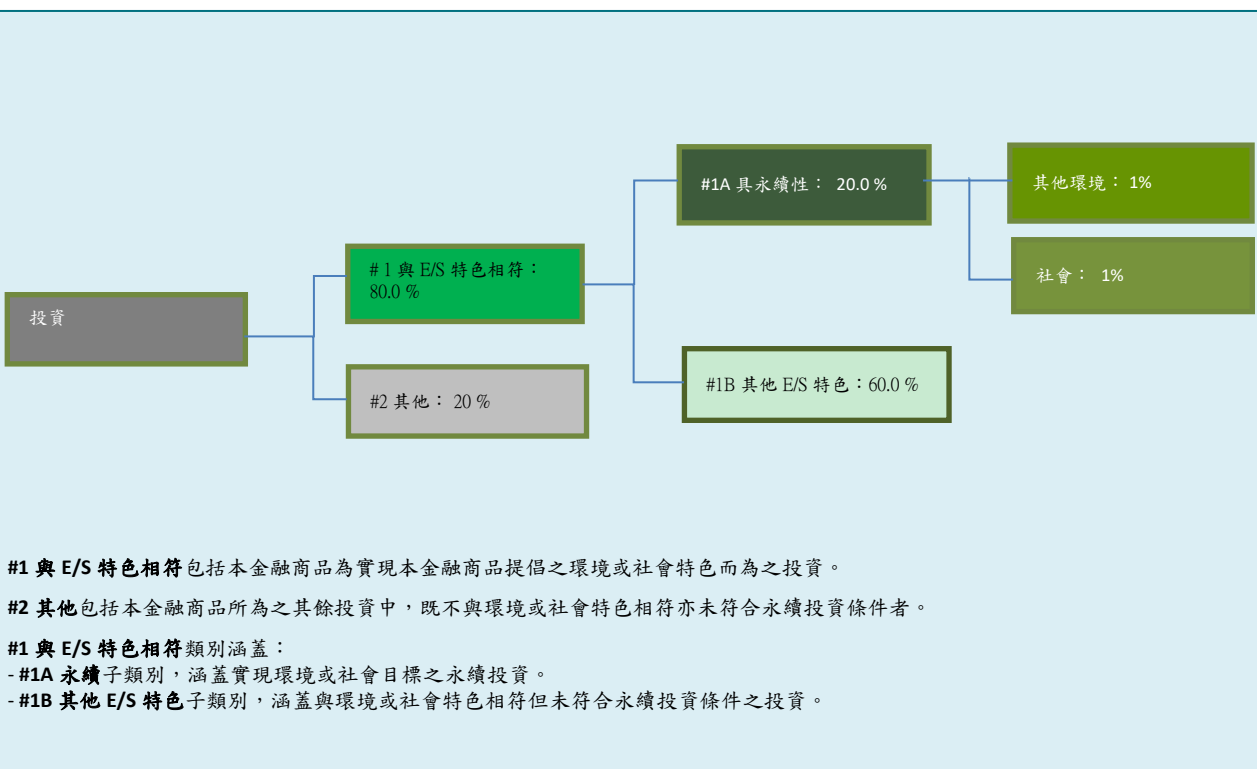 投資
# 1 與 E/S 特色相符：
80.0 %
#2 其他： 20 %
#1A 具永續性： 20.0 %
#1B 其他 E/S 特色：60.0 %
其他環境：1%
社會： 1%
#1 與 E/S 特色相符包括本金融商品為實現本金融商品提倡之環境或社會特色而為之投資。
#2 其他包括本金融商品所為之其餘投資中，既不與環境或社會特色相符亦未符合永續投資條件者。
#1 與 E/S 特色相符類別涵蓋：
- #1A 永續子類別，涵蓋實現環境或社會目標之永續投資。
- #1B 其他 E/S 特色子類別，涵蓋與環境或社會特色相符但未符合永續投資條件之投資。